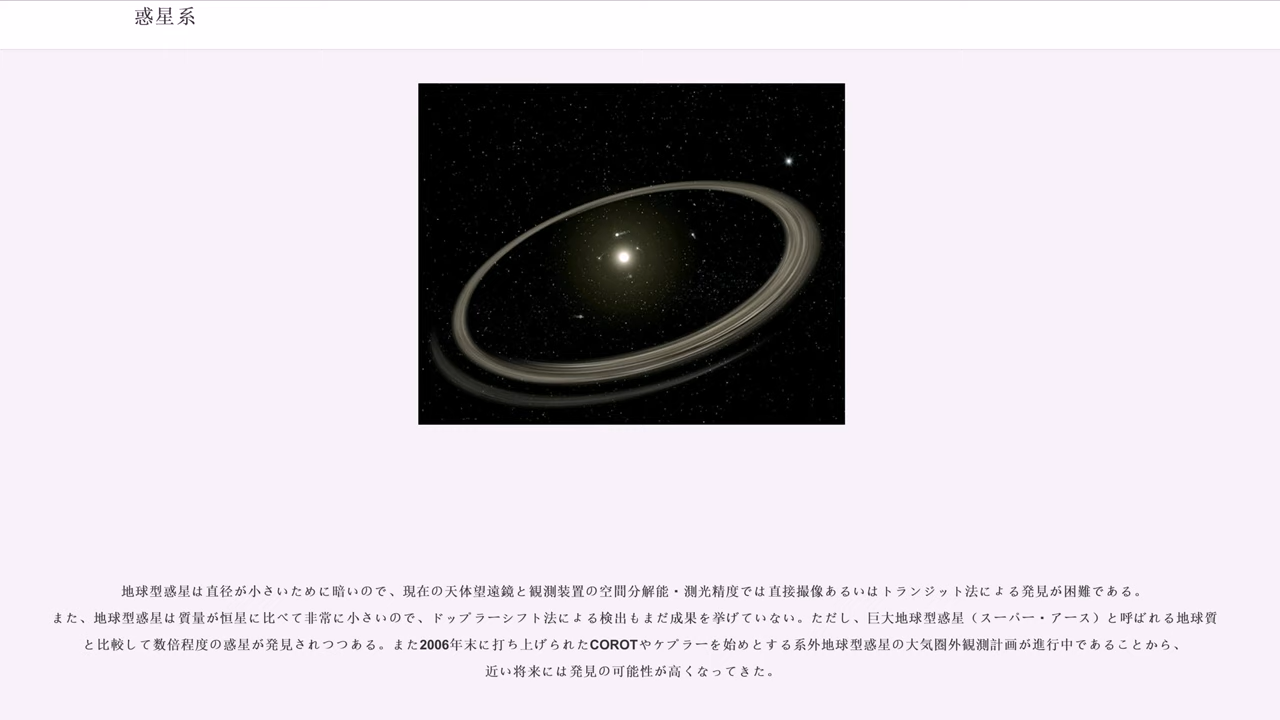 惑星系
地球型惑星は直径が小さいために暗いので、現在の天体望遠鏡と観測装置の空間分解能・測光精度では直接撮像あるいはトランジット法による発見が困難である。
また、地球型惑星は質量が恒星に比べて非常に小さいので、ドップラーシフト法による検出もまだ成果を挙げていない。ただし、巨大地球型惑星（スーパー・アース）と呼ばれる地球質
と比較して数倍程度の惑星が発見されつつある。また2006年末に打ち上げられたCOROTやケプラーを始めとする系外地球型惑星の大気圏外観測計画が進行中であることから、
近い将来には発見の可能性が高くなってきた。